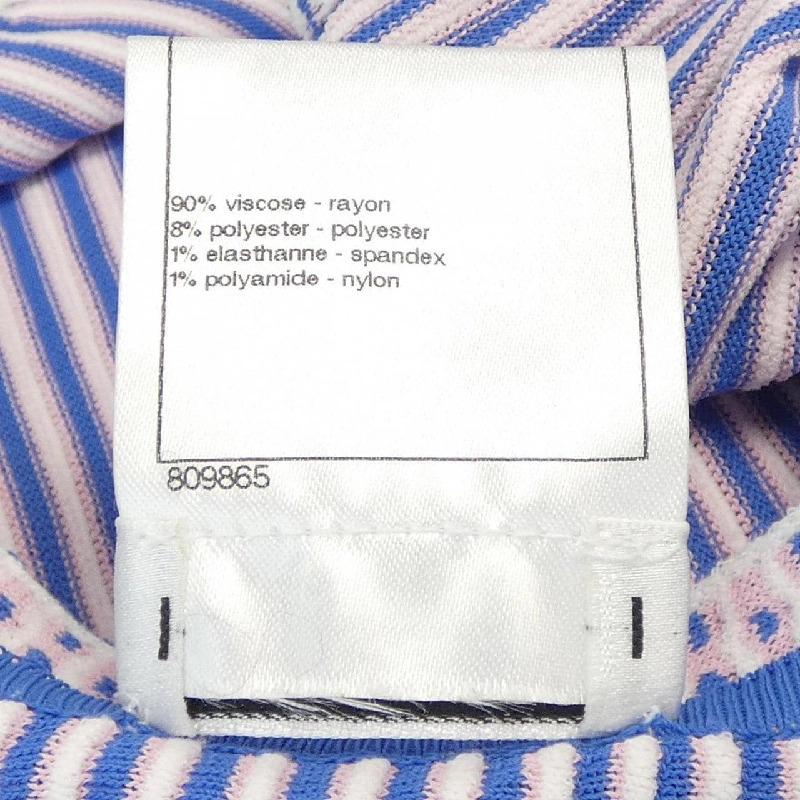 90% viscose - rayon
8% polyester - polyester
1% elasthanne - spandex
1% polyamide - nylon
809865